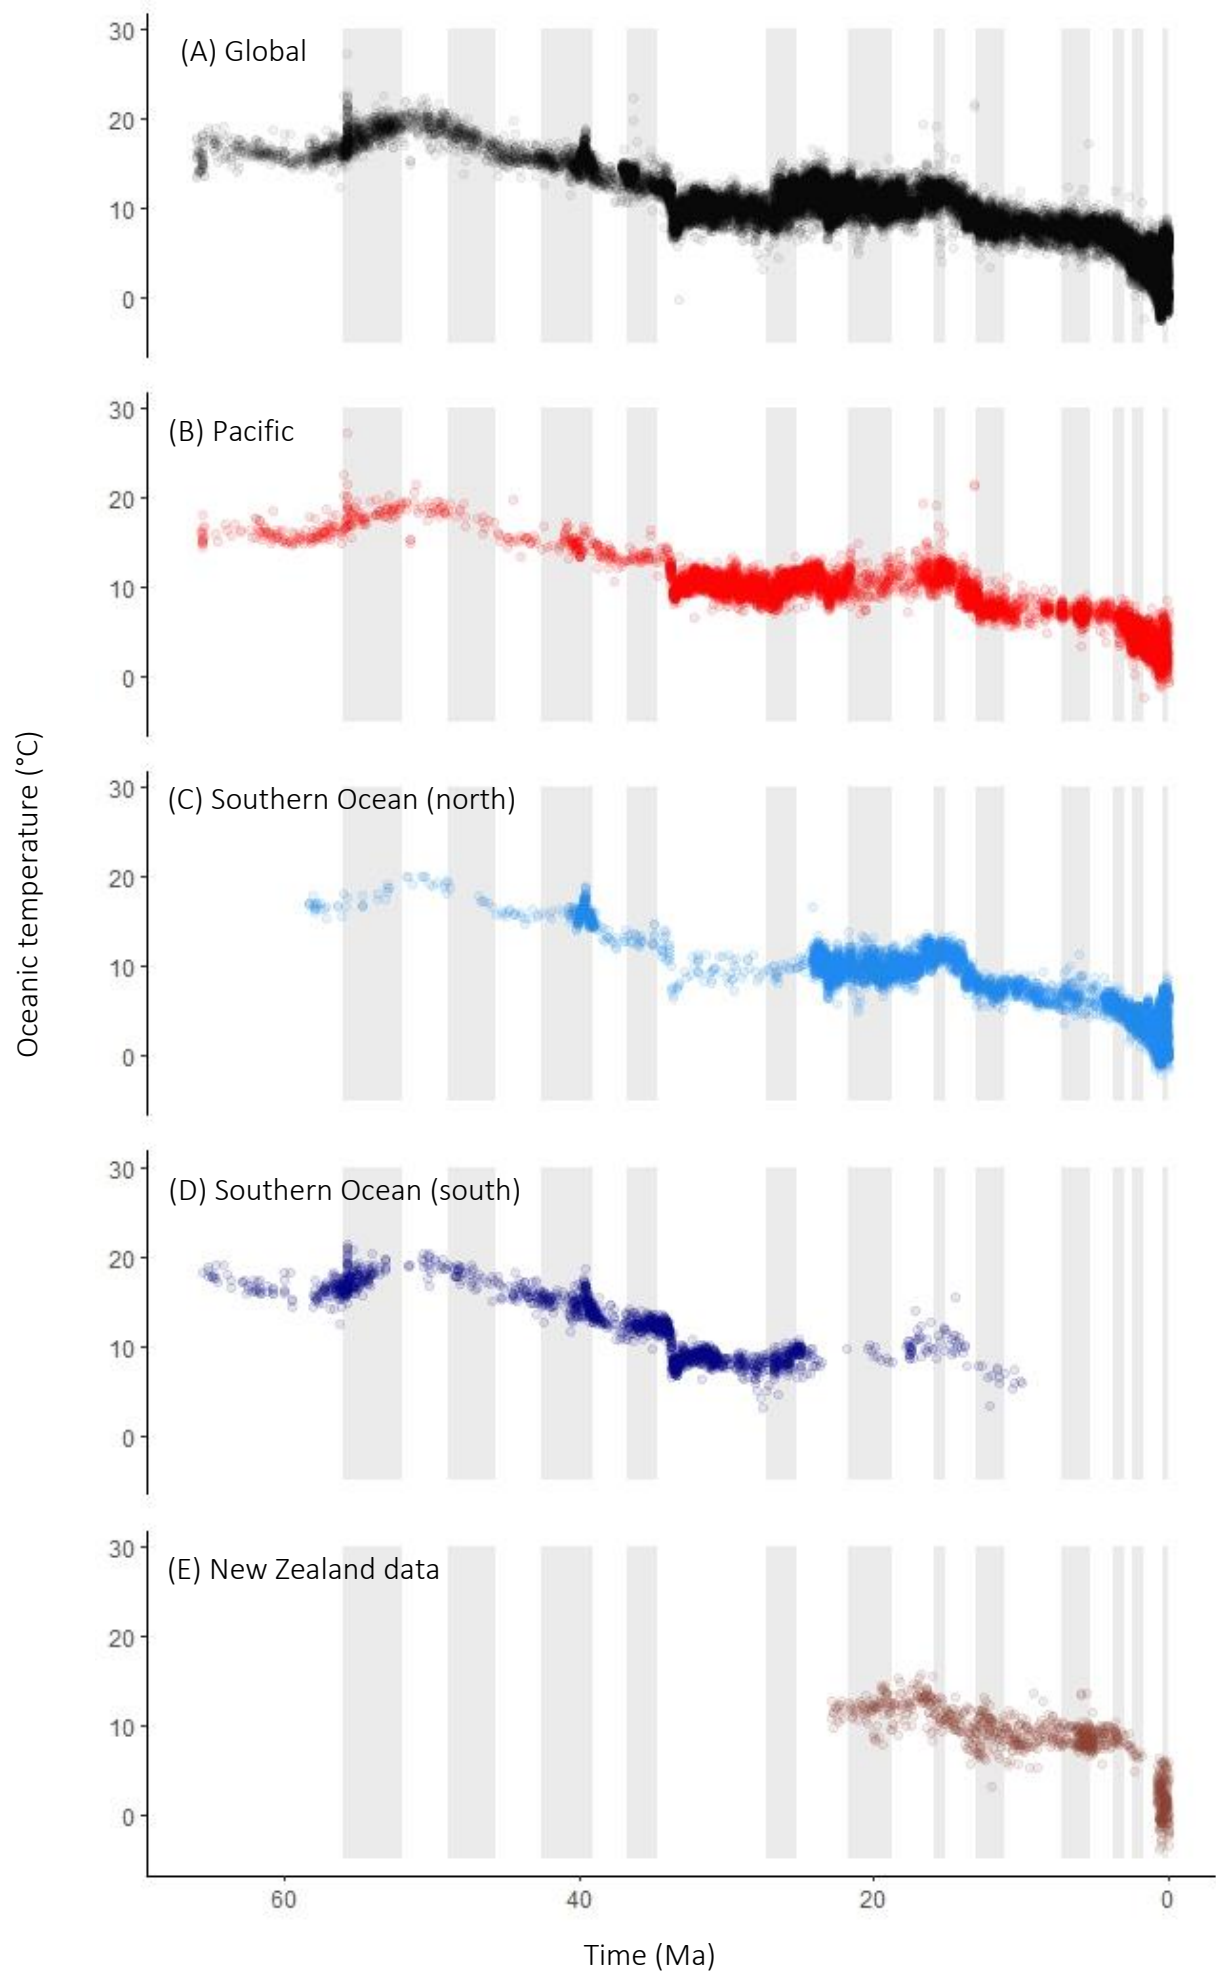 30
(A) Global
20
10
0
30
(B) Pacific
20
10
0
Oceanic temperature (°C)
30
(C) Southern Ocean (north)
20
10
0
30
(D) Southern Ocean (south)
20
10
0
30
(E) New Zealand data
20
10
0
60 40 20 0
Time (Ma)